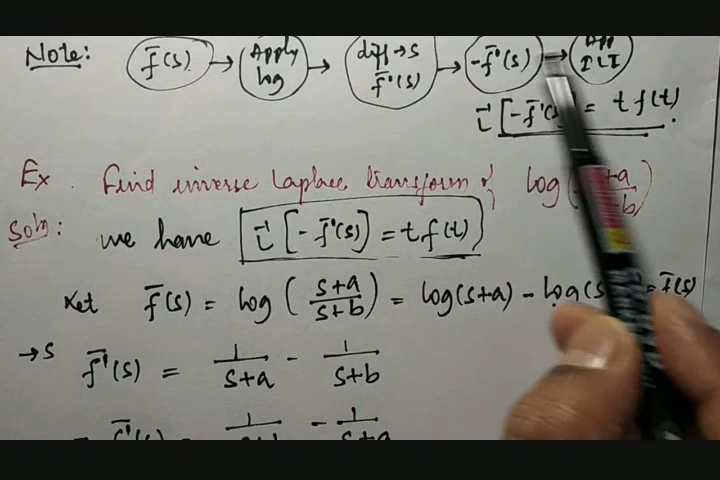 Note: f̄(s) → Apply log → diff→s f̄'(s) → -f̄'(s) → App ILT
L⁻¹[-f̄'(s)] = t f(t).
Ex. Find inverse Laplace transform of log(s+a/s+b)
Soln: we have L⁻¹[-f̄'(s)] = t.f(t)
Let f̄(s) = log(s+a/s+b) = log(s+a) - log(s = f̄(s)
→s f̄'(s) = 1/s+a - 1/s+b